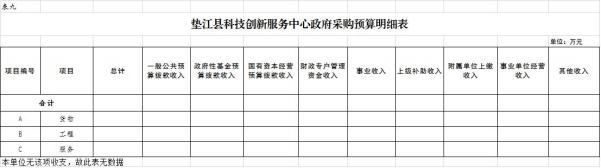 表九
垫江县科技创新服务中心政府采购预算明细表
单位：万元
项目编号 项目 总计 一般公共预算拨款收入 政府性基金预算拨款收入 国有资本经营预算拨款收入 财政专户管理资金收入 事业收入 上级补助收入 附属单位上缴收入 事业单位经营收入 其他收入
合计
A 货物
B 工程
C 服务
本单位无该项收支，故此表无数据